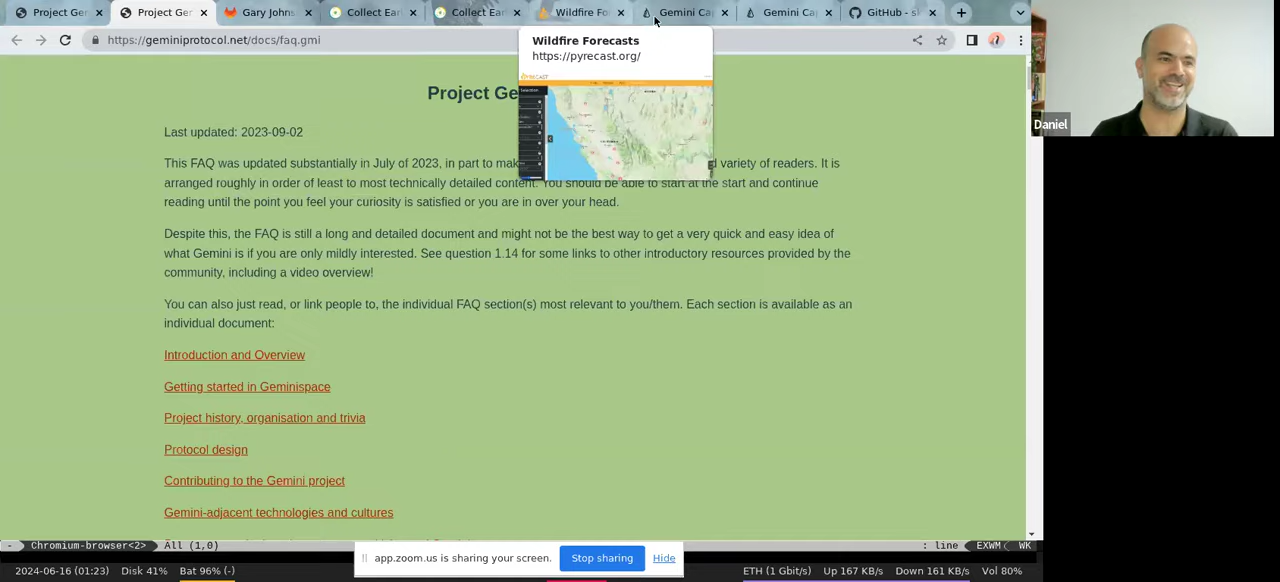 Project Ger
Project Ger
Gary Johns
Collect Ear
Collect Ea
Wildfire Fo
Gemini Ca
Gemini Ca
GitHub - sk
https://geminiprotocol.net/docs/faq.gmi
Wildfire Forecasts
https://pyrecast.org/
Project Ge
Last updated: 2023-09-02
This FAQ was updated substantially in July of 2023, in part to mak
d variety of readers. It is
arranged roughly in order of least to most technically detailed content. You should be able to start at the start and continue
reading until the point you feel your curiosity is satisfied or you are in over your head.
Despite this, the FAQ is still a long and detailed document and might not be the best way to get a very quick and easy idea of
what Gemini is if you are only mildly interested. See question 1.14 for some links to other introductory resources provided by the
community, including a video overview!
You can also just read, or link people to, the individual FAQ section(s) most relevant to you/them. Each section is available as an
individual document:
Introduction and Overview
Getting started in Geminispace
Project history, organisation and trivia
Protocol design
Contributing to the Gemini project
Gemini-adjacent technologies and cultures
Daniel
- Chromium-browser<2> All (1,0) : line EXWM WK
app.zoom.us is sharing your screen. Stop sharing Hide
2024-06-16 (01:23) Disk 41% Bat 96% (-) ETH (1 Gbit/s) Up 167 KB/s Down 161 KB/s Vol 80%